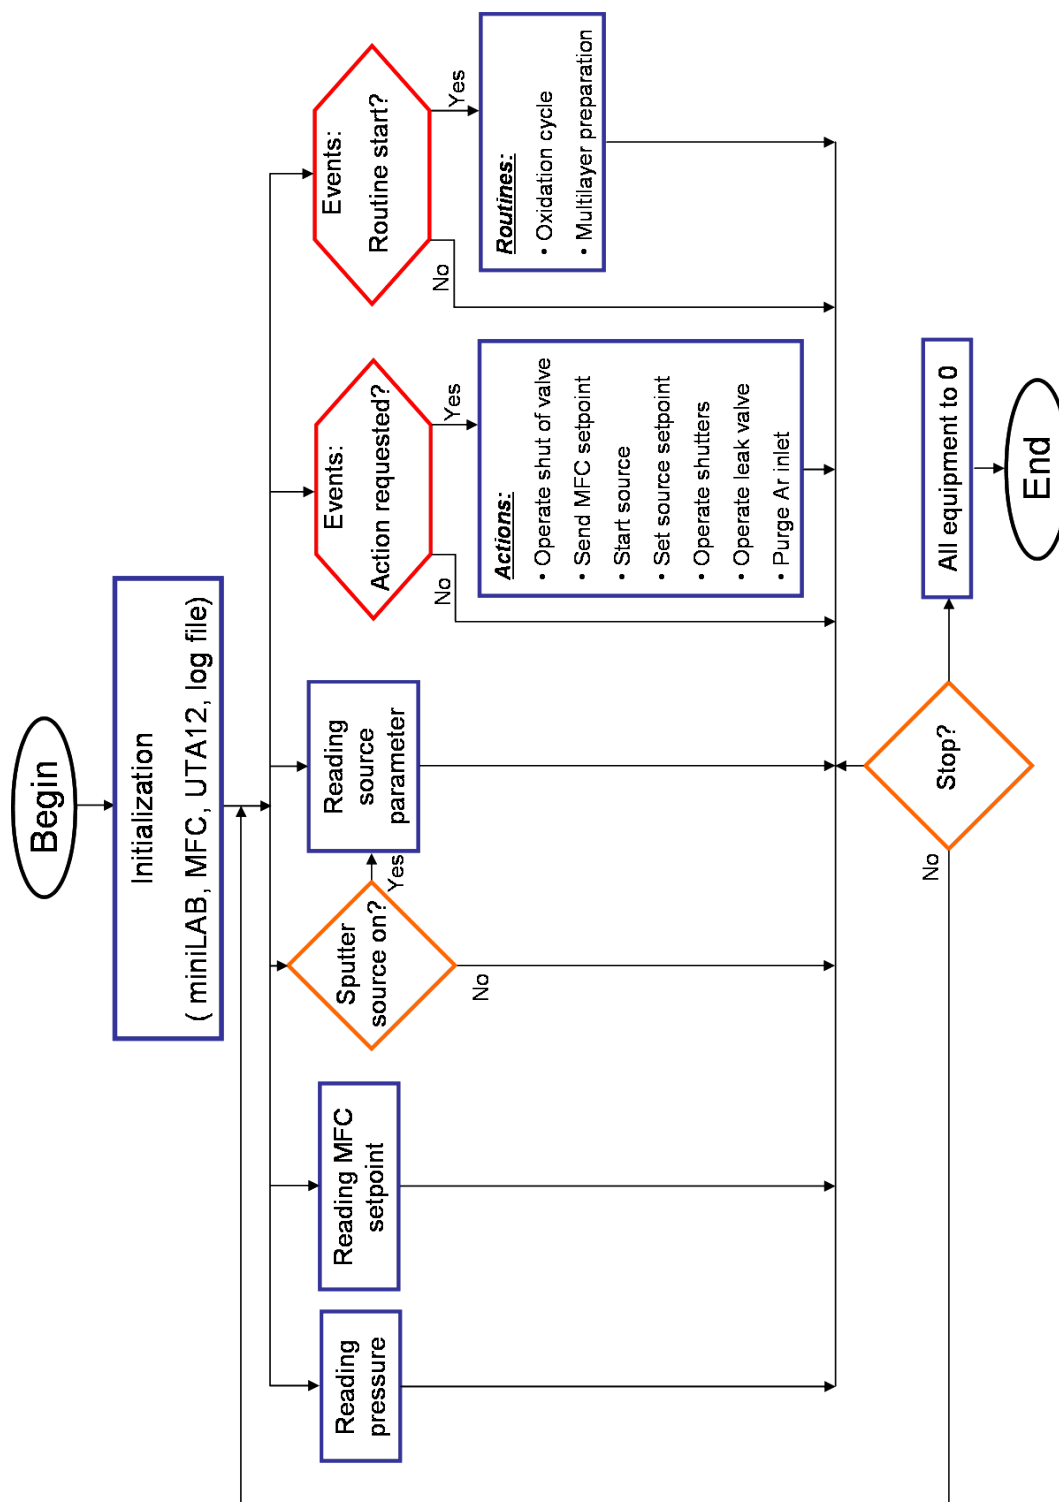 Begin
Initialization
( miniLAB, MFC, UTA12, log file)
Reading
pressure
Reading MFC
setpoint
Sputter
source on?
Yes
No
Reading
source
parameter
Events:
Action requested?
Yes
No
Actions:
• Operate shut of valve
• Send MFC setpoint
• Start source
• Set source setpoint
• Operate shutters
• Operate leak valve
• Purge Ar inlet
Events:
Routine start?
Yes
No
Routines:
• Oxidation cycle
• Multilayer preparation
Stop?
No
All equipment to 0
End